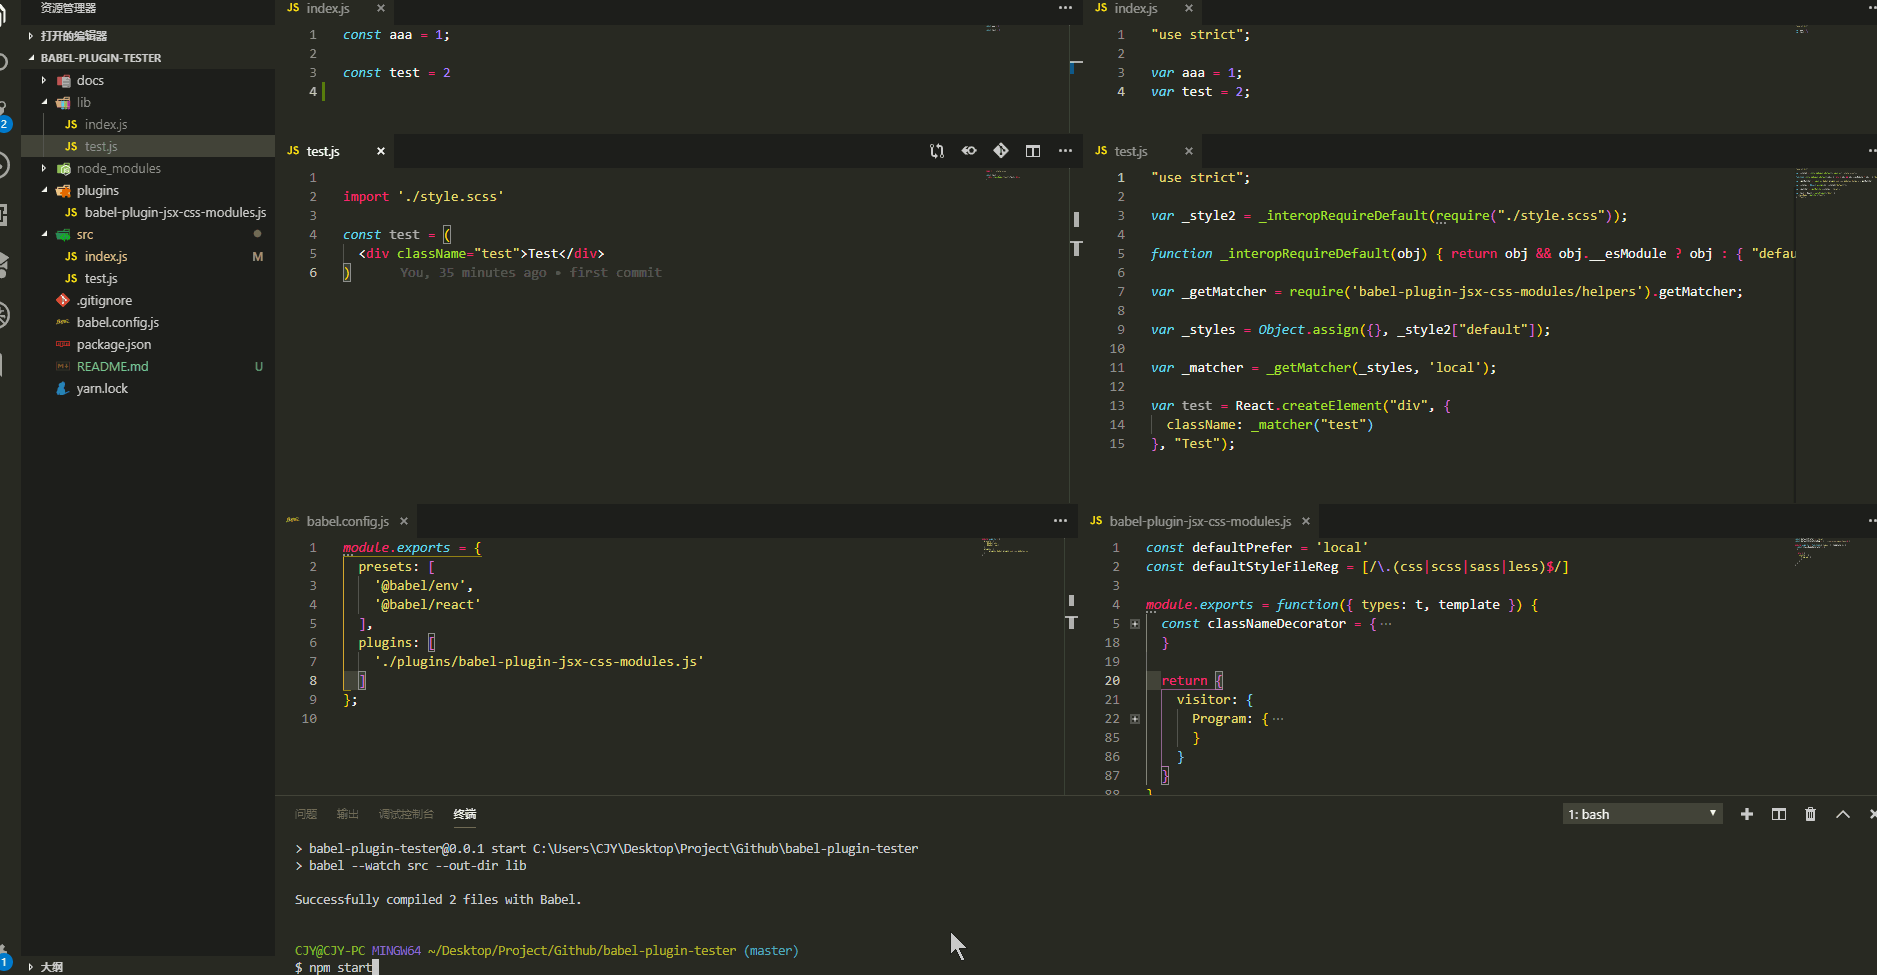 资源管理器
打开的编辑器
BABEL-PLUGIN-TESTER
docs
lib
JS index.js
JS test.js
node_modules
plugins
JS babel-plugin-jsx-css-modules.js
src
JS index.js M
JS test.js
.gitignore
babel.config.js
package.json
README.md U
yarn.lock
大纲
2
1
JS index.js ×
1 const aaa = 1;
2
3 const test = 2
4
JS index.js ×
1 "use strict";
2
3 var aaa = 1;
4 var test = 2;
JS test.js ×
1
2 import './style.scss'
3
4 const test = (
5 <div className="test">Test</div>
6 ) You, 35 minutes ago • first commit
JS test.js ×
1 "use strict";
2
3 var _style2 = _interopRequireDefault(require("./style.scss"));
4
5 function _interopRequireDefault(obj) { return obj && obj.__esModule ? obj : { "defau
6
7 var _getMatcher = require('babel-plugin-jsx-css-modules/helpers').getMatcher;
8
9 var _styles = Object.assign({}, _style2["default"]);
10
11 var _matcher = _getMatcher(_styles, 'local');
12
13 var test = React.createElement("div", {
14 className: _matcher("test")
15 }, "Test");
babel.config.js ×
1 module.exports = {
2 presets: [
3 '@babel/env',
4 '@babel/react'
5 ],
6 plugins: [
7 './plugins/babel-plugin-jsx-css-modules.js'
8 ]
9 };
10
JS babel-plugin-jsx-css-modules.js ×
1 const defaultPrefer = 'local'
2 const defaultStyleFileReg = [/\.(css|scss|sass|less)$/]
3
4 module.exports = function({ types: t, template }) {
5 const classNameDecorator = {…
18 }
19
20 return {
21 visitor: {
22 Program: {…
85 }
86 }
87 }
88 }
问题 输出 调试控制台 终端
1: bash
> babel-plugin-tester@0.0.1 start C:\Users\CJY\Desktop\Project\Github\babel-plugin-tester
> babel --watch src --out-dir lib
Successfully compiled 2 files with Babel.
CJY@CJY-PC MINGW64 ~/Desktop/Project/Github/babel-plugin-tester (master)
$ npm start